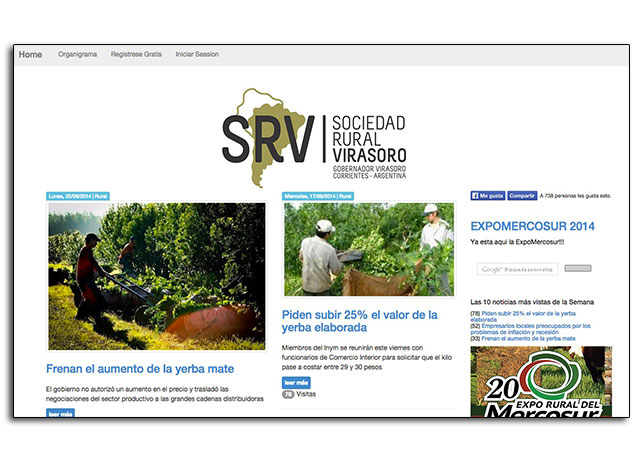 Home Organigrama Registrese Gratis Iniciar Session
SRV
SOCIEDAD
RURAL
VIRASORO
GOBERNADOR VIRASORO
CORRIENTES - ARGENTINA
Lunes, 22/09/2014 | Rural
Frenan el aumento de la yerba mate
El gobierno no autorizó un aumento en el precio y trasladó las
negociaciones del sector productivo a las grandes cadenas distribuidoras
leer más
Miercoles, 17/09/2014 | Rural
Piden subir 25% el valor de la
yerba elaborada
Miembros del Inym se reunirán este viernes con
funcionarios de Comercio Interior para solicitar que el kilo
pase a costar entre 29 y 30 pesos
leer más
78 Visitas
Me gusta Compartir A 738 personas les gusta esto.
EXPOMERCOSUR 2014
Ya esta aqui la ExpoMercosur!!!
Google Búsqueda personalizada
Las 10 noticias más vistas de la Semana
(78) Piden subir 25% el valor de la yerba
elaborada
(52) Empresarios locales preocupados por los
problemas de inflación y recesión
(33) Frenan el aumento de la yerba mate
20
EXPO RURAL DEL
Mercosur